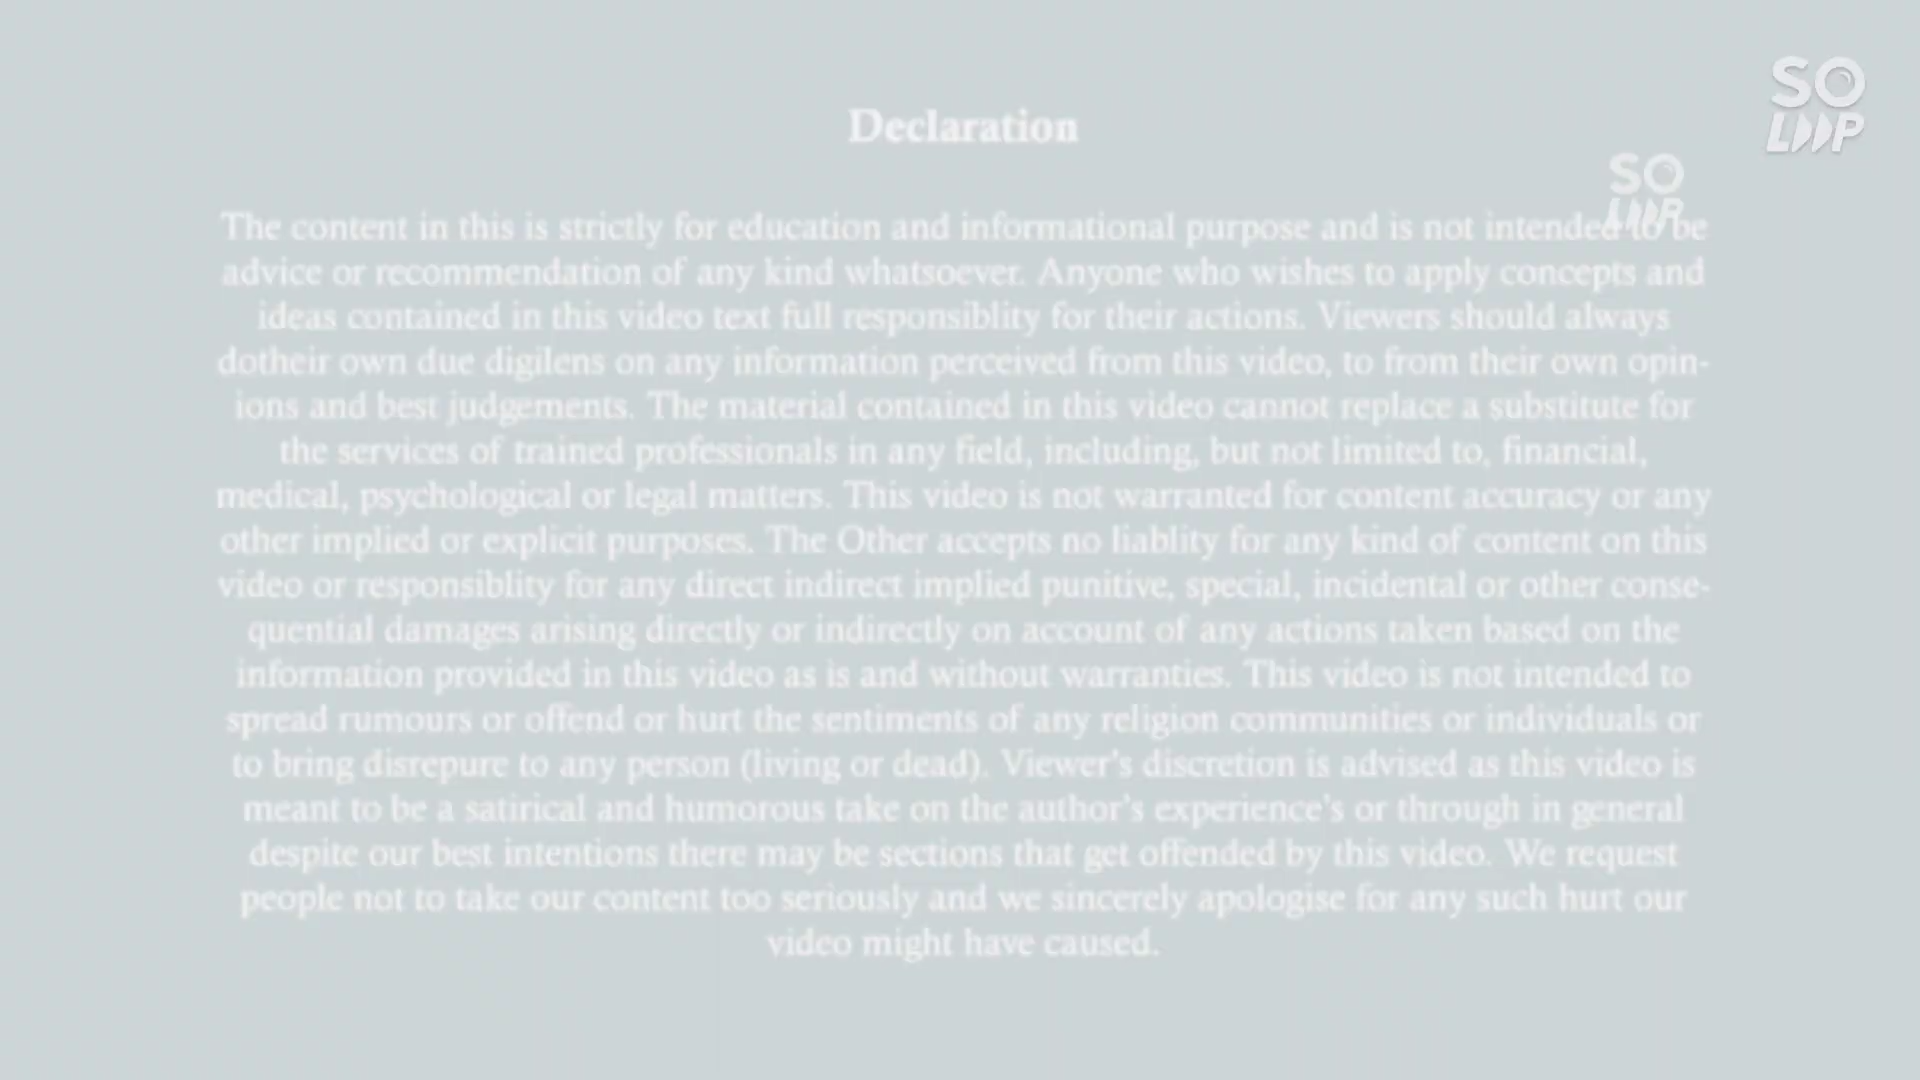 SO
LOOP
Declaration
SO
LOOP
The content in this is strictly for education and informational purpose and is not intended to be
advice or recommendation of any kind whatsoever. Anyone who wishes to apply concepts and
ideas contained in this video text full responsiblity for their actions. Viewers should always
dotheir own due digilens on any information perceived from this video, to from their own opin-
ions and best judgements. The material contained in this video cannot replace a substitute for
the services of trained professionals in any field, including, but not limited to, financial,
medical, psychological or legal matters. This video is not warranted for content accuracy or any
other implied or explicit purposes. The Other accepts no liablity for any kind of content on this
video or responsiblity for any direct indirect implied punitive, special, incidental or other conse-
quential damages arising directly or indirectly on account of any actions taken based on the
information provided in this video as is and without warranties. This video is not intended to
spread rumours or offend or hurt the sentiments of any religion communities or individuals or
to bring disrepure to any person (living or dead). Viewer's discretion is advised as this video is
meant to be a satirical and humorous take on the author's experience's or through in general
despite our best intentions there may be sections that get offended by this video. We request
people not to take our content too seriously and we sincerely apologise for any such hurt our
video might have caused.